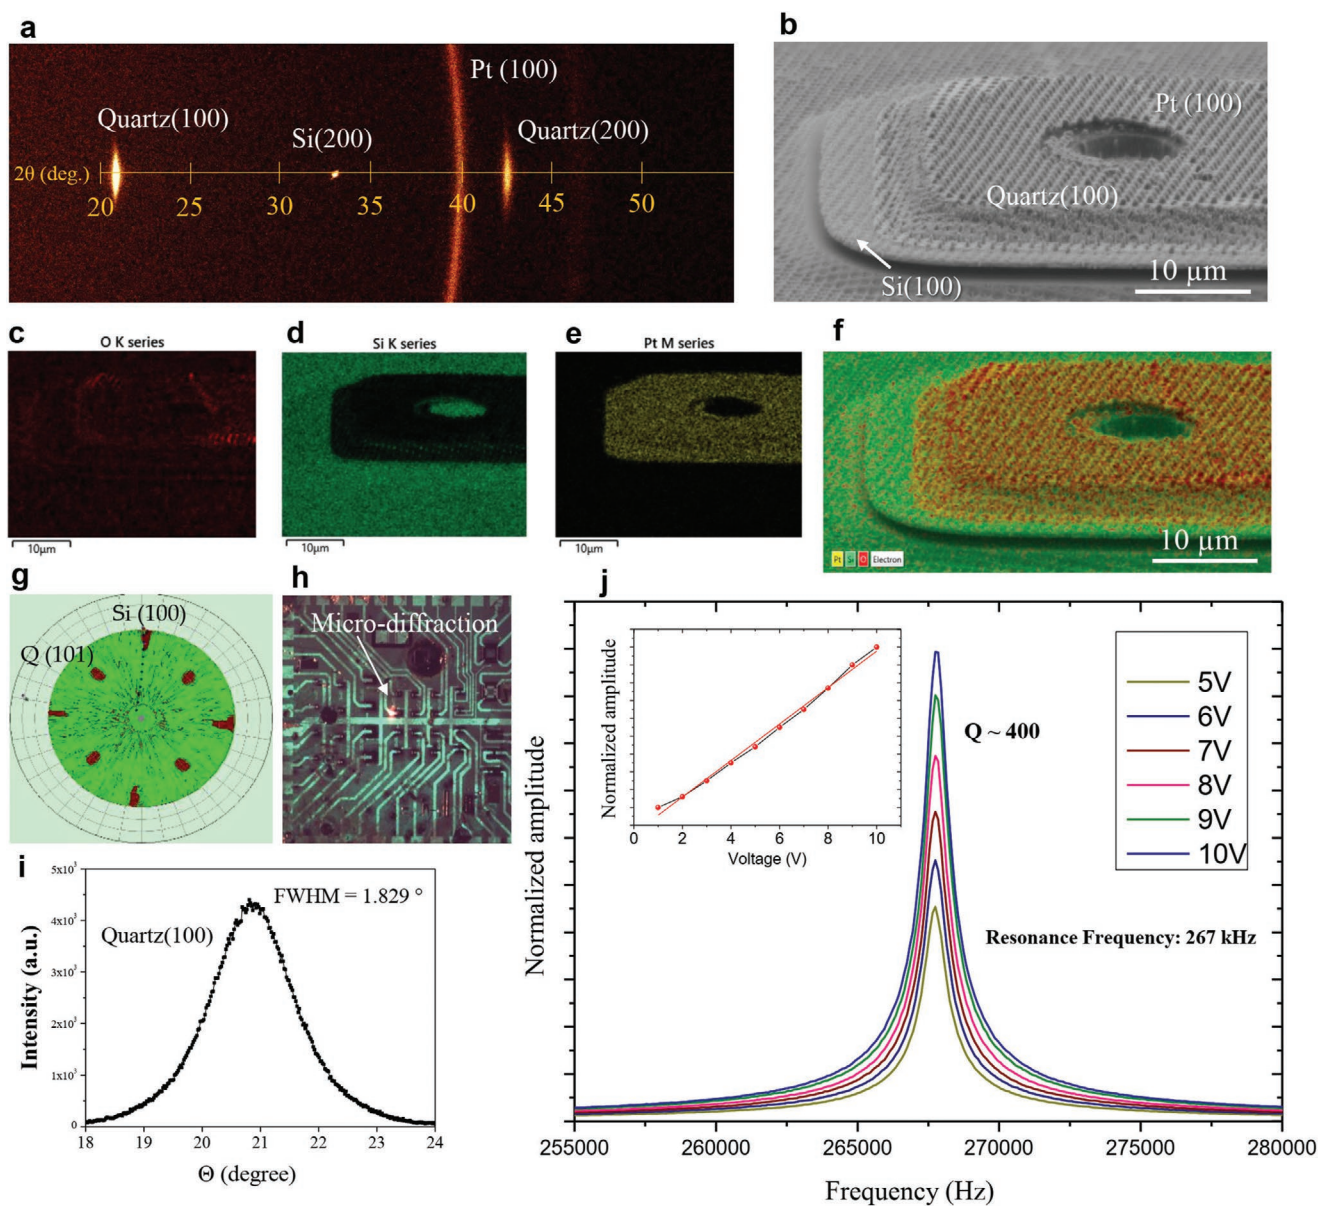 a
Pt (100)
Quartz(100)
Si(200)
Quartz(200)
2θ (deg.)
20 25 30 35 40 45 50
b
Pt (100)
Quartz(100)
Si(100)
10 µm
c
O K series
10µm
d
Si K series
10µm
e
Pt M series
10µm
f
10 µm
Pt Si O Electron
g
Si (100)
Q (101)
h
Micro-diffraction
i
FWHM = 1.829 °
Quartz(100)
Intensity (a.u.)
5x10³
4x10³
3x10³
2x10³
1x10³
0
18 19 20 21 22 23 24
Θ (degree)
j
Normalized amplitude
Normalized amplitude
0 2 4 6 8 10
Voltage (V)
Q ~ 400
5V
6V
7V
8V
9V
10V
Resonance Frequency: 267 kHz
255000 260000 265000 270000 275000 280000
Frequency (Hz)